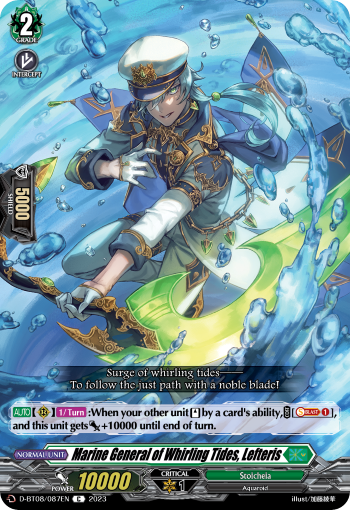 2
GRADE
INTERCEPT
5000
SHIELD
Surge of whirling tides—
To follow the just path with a noble blade!
AUTO 1/Turn :When your other unit by a card's ability, [S BLAST 1],
and this unit gets +10000 until end of turn.
NORMAL UNIT
Marine General of Whirling Tides, Lefteris
POWER 10000
CRITICAL
1
Stoicheia
Aquaroid
D-BT08/087EN C 2023
illust/加藤綾華